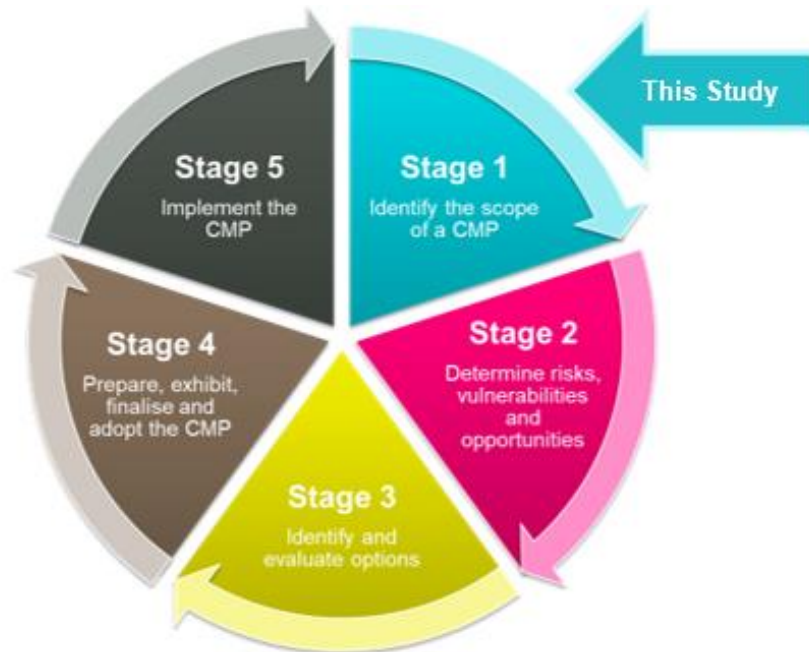 This Study
Stage 1
Identify the scope
of a CMP
Stage 2
Determine risks,
vulnerabilities
and
opportunities
Stage 3
Identify and
evaluate options
Stage 4
Prepare, exhibit,
finalise and
adopt the CMP
Stage 5
Implement the
CMP